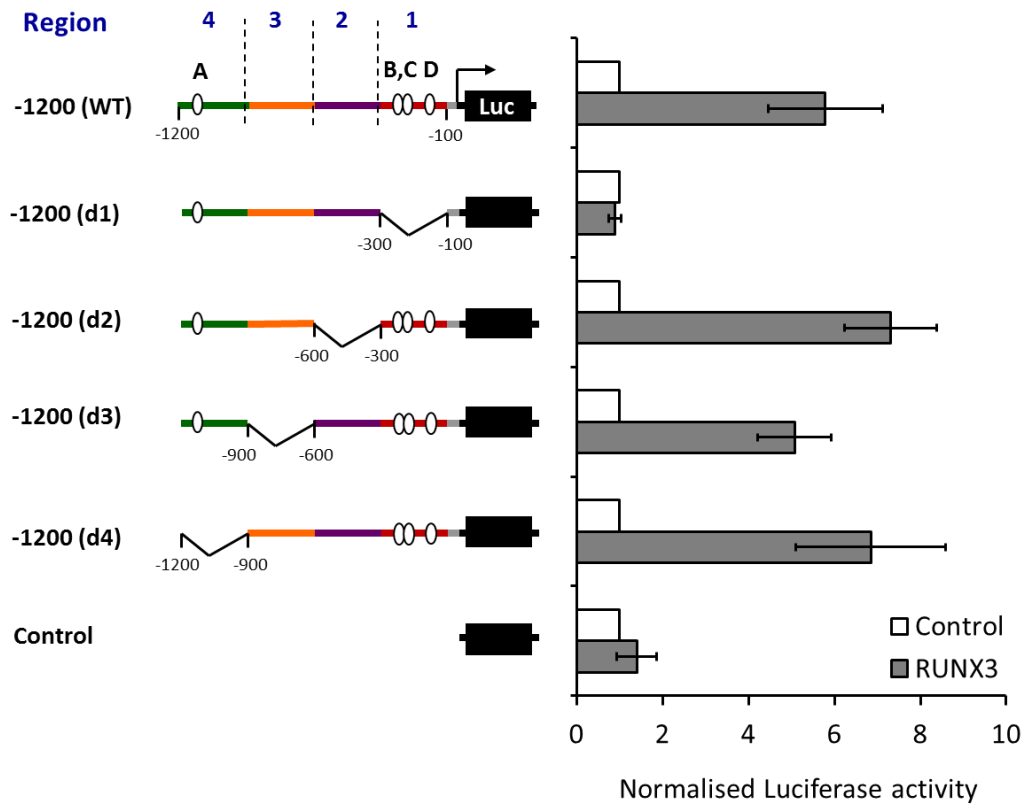 Region 4 3 2 1
A B,C D
-1200 (WT) Luc
-1200 -100
-1200 (d1)
-300 -100
-1200 (d2)
-600 -300
-1200 (d3)
-900 -600
-1200 (d4)
-1200 -900
Control
Control
RUNX3
0 2 4 6 8 10
Normalised Luciferase activity